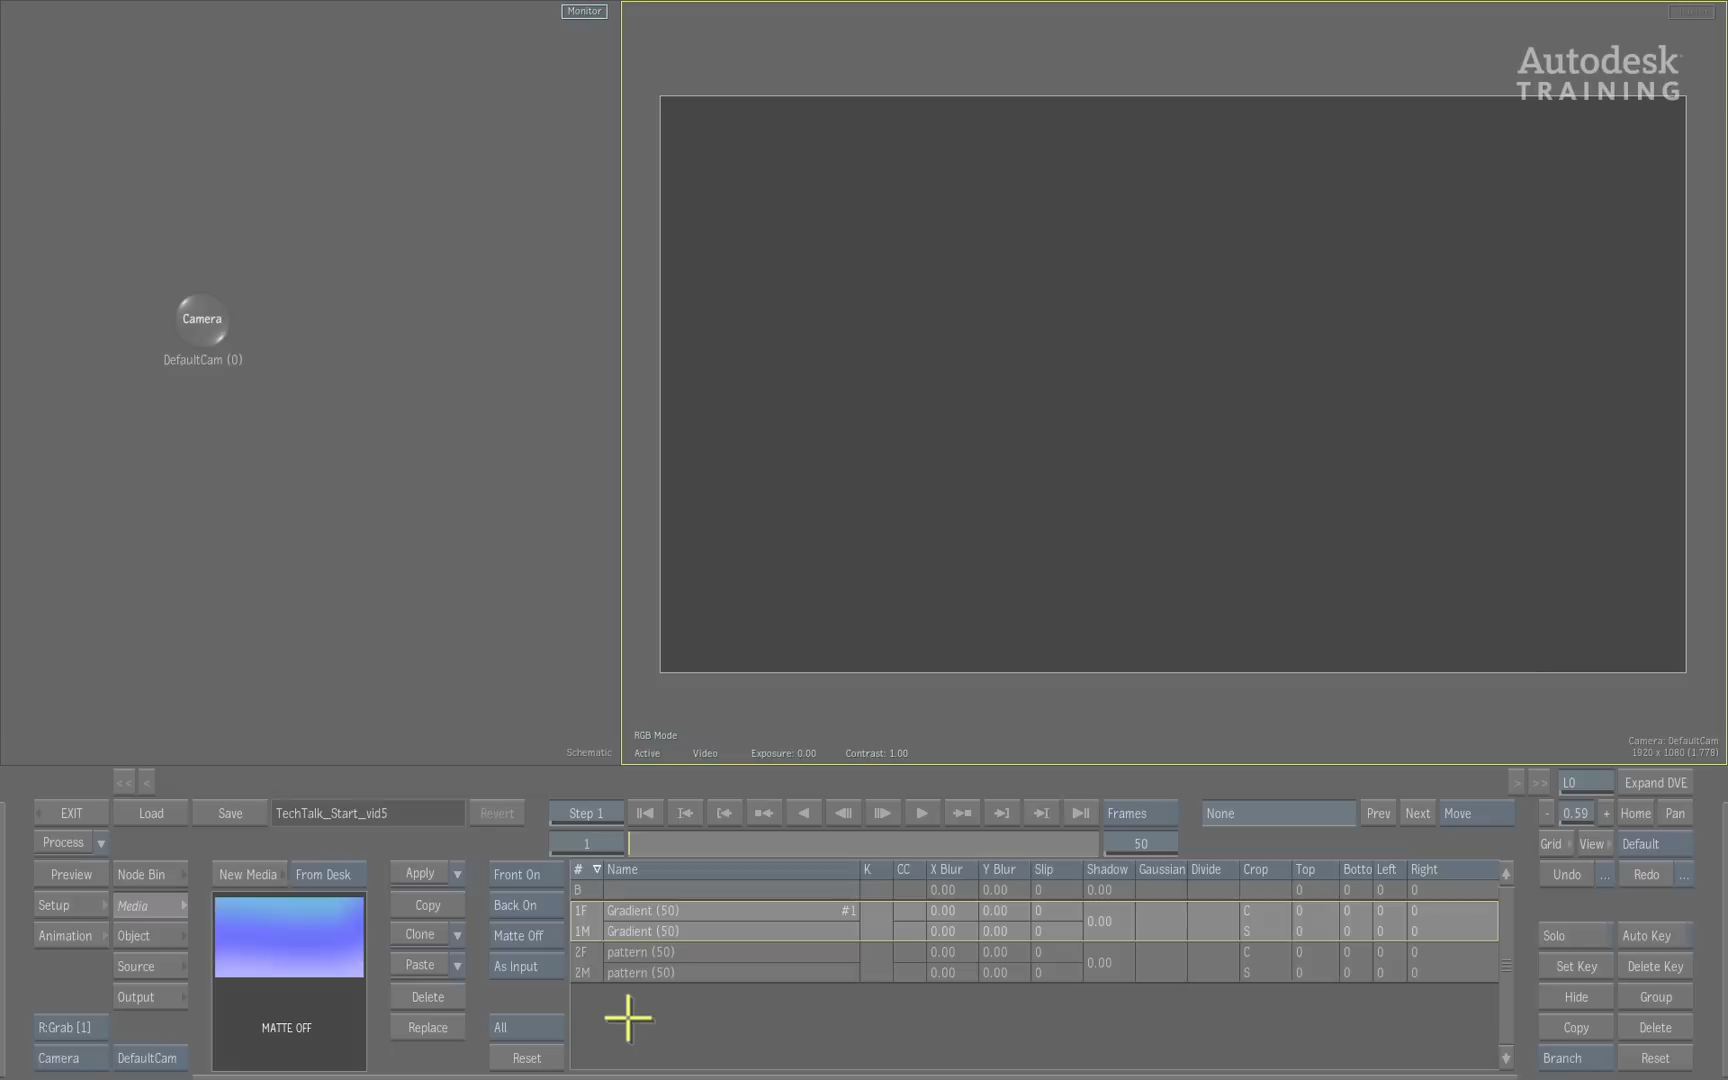 Monitor
Autodesk
TRAINING
Camera
DefaultCam (0)
RGB Mode
Active Video Exposure: 0.00 Contrast: 1.00
Schematic
Camera: DefaultCam
1920 x 1080 (1.778)
<< < > >> L0 Expand DVE
EXIT Load Save TechTalk_Start_vid5 Revert Step 1 Frames None Prev Next Move - 0.59 + Home Pan
Process 1 50 Grid View Default
Preview Node Bin New Media From Desk Apply Front On # Name K CC X Blur Y Blur Slip Shadow Gaussian Divide Crop Top Botto Left Right Undo ... Redo ...
B 0.00 0.00 0 0.00 0 0 0 0
Setup Media Copy Back On 1F Gradient (50) #1 0.00 0.00 0 0.00 C 0 0 0 0
Animation Object Clone Matte Off 1M Gradient (50) 0.00 0.00 0 S 0 0 0 0 Solo Auto Key
2F pattern (50) 0.00 0.00 0 0.00 C 0 0 0 0
Source Paste As Input 2M pattern (50) 0.00 0.00 0 S 0 0 0 0 Set Key Delete Key
Output Delete Hide Group
R:Grab [1] MATTE OFF Replace All Copy Delete
Camera DefaultCam Reset Branch Reset